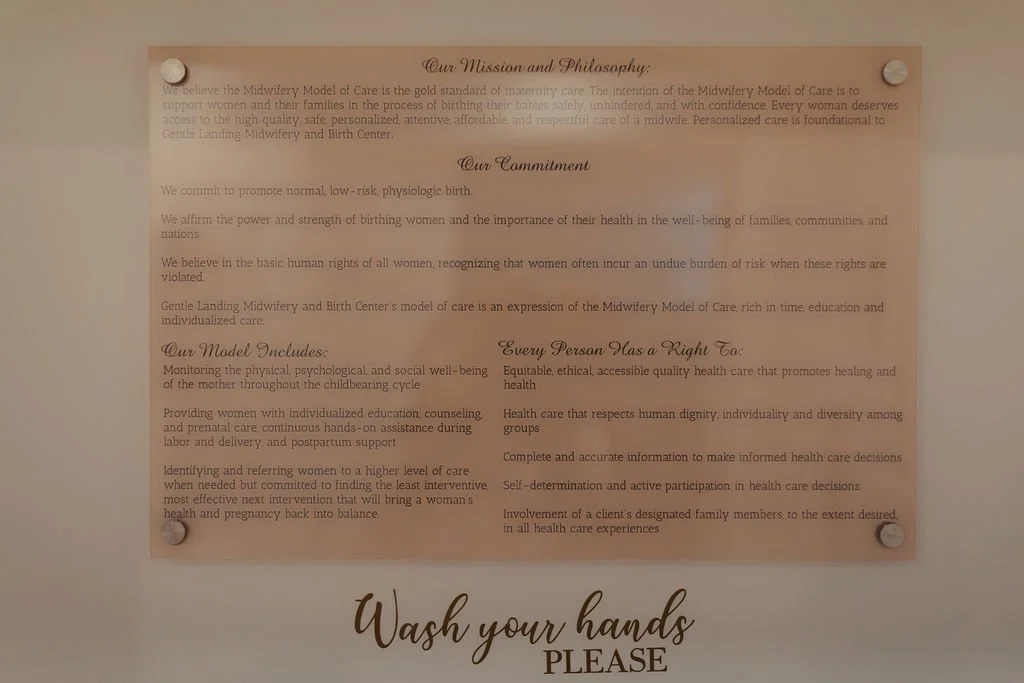 Our Mission and Philosophy:
We believe the Midwifery Model of Care is the gold standard of maternity care. The intention of the Midwifery Model of Care is to
support women and their families in the process of birthing their babies safely, unhindered, and with confidence. Every woman deserves
access to the high quality, safe, personalized, attentive, affordable, and respectful care of a midwife. Personalized care is foundational to
Gentle Landing Midwifery and Birth Center.
Our Commitment
We commit to promote normal, low-risk, physiologic birth.
We affirm the power and strength of birthing women and the importance of their health in the well-being of families, communities, and
nations
We believe in the basic human rights of all women, recognizing that women often incur an undue burden of risk when these rights are
violated.
Gentle Landing Midwifery and Birth Center's model of care is an expression of the Midwifery Model of Care, rich in time, education and
individualized care.
Our Model Includes:
Monitoring the physical, psychological, and social well-being
of the mother throughout the childbearing cycle
Providing women with individualized education, counseling,
and prenatal care, continuous hands-on assistance during
labor and delivery, and postpartum support
Identifying and referring women to a higher level of care
when needed but committed to finding the least interventive,
most effective next intervention that will bring a woman's
health and pregnancy back into balance.
Every Person Has a Right To:
Equitable, ethical, accessible quality health care that promotes healing and
health
Health care that respects human dignity, individuality and diversity among
groups
Complete and accurate information to make informed health care decisions
Self-determination and active participation in health care decisions
Involvement of a client's designated family members, to the extent desired,
in all health care experiences
Wash your hands
PLEASE